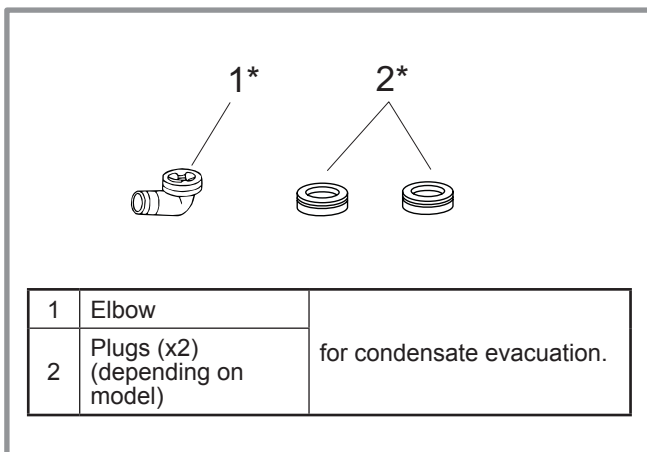 1*
2*
1
Elbow
2
Plugs (x2)
(depending on
model)
for condensate evacuation.